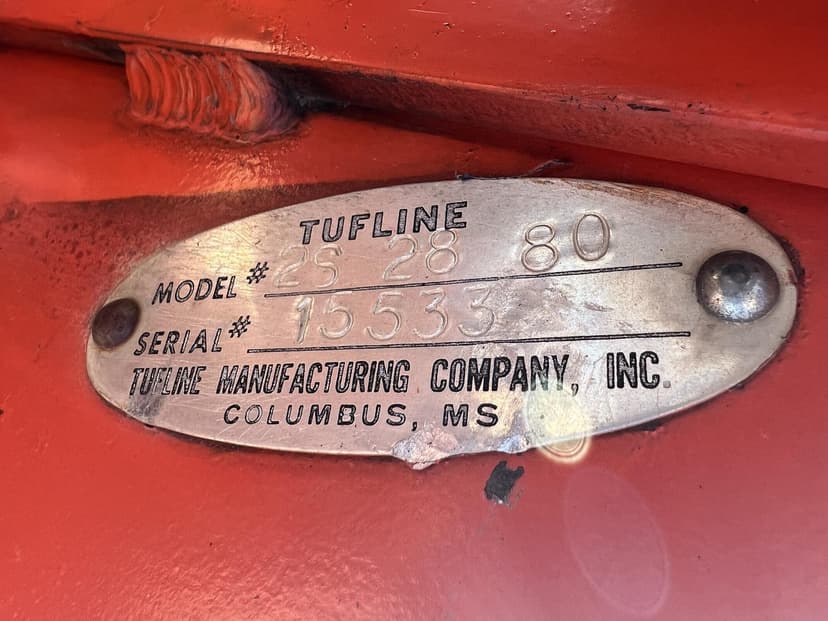 TUFLINE
MODEL # 2S 28 80
SERIAL # 15533
TUFLINE MANUFACTURING COMPANY, INC.
COLUMBUS, MS